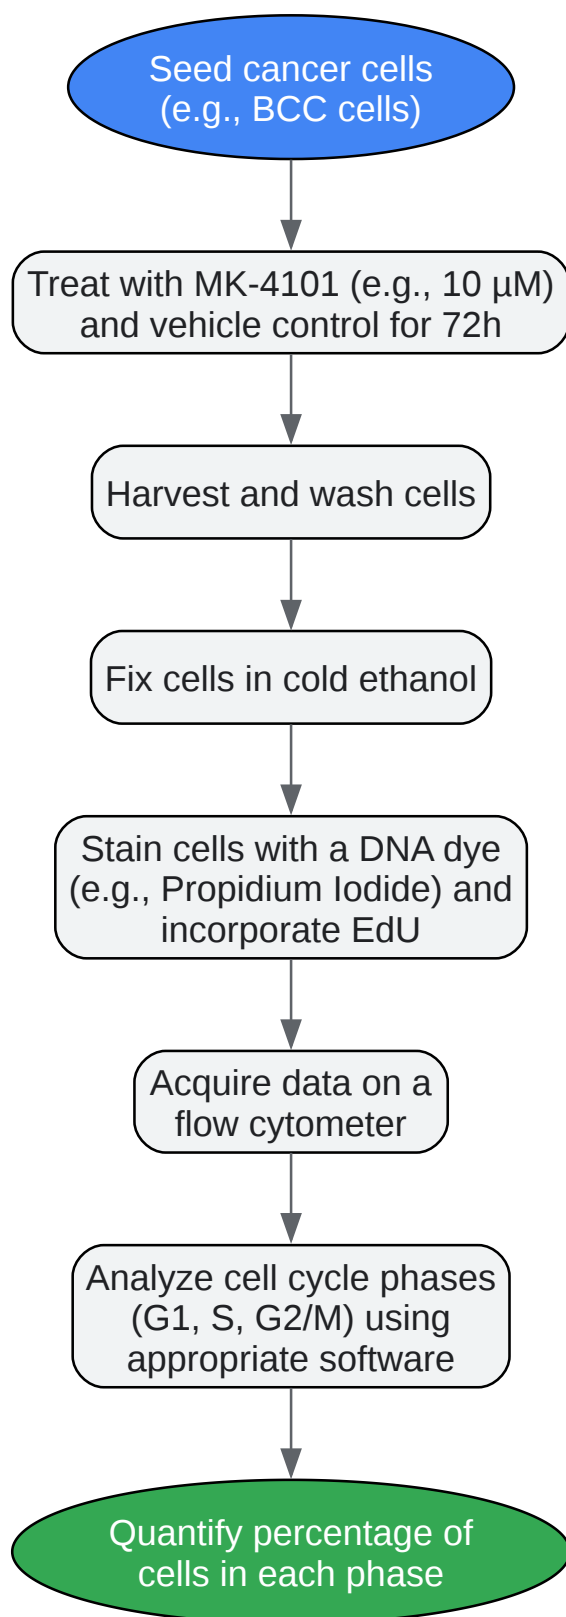 Seed cancer cells
(e.g., BCC cells)
Treat with MK-4101 (e.g., 10 µM)
and vehicle control for 72h
Harvest and wash cells
Fix cells in cold ethanol
Stain cells with a DNA dye
(e.g., Propidium Iodide) and
incorporate EdU
Acquire data on a
flow cytometer
Analyze cell cycle phases
(G1, S, G2/M) using
appropriate software
Quantify percentage of
cells in each phase